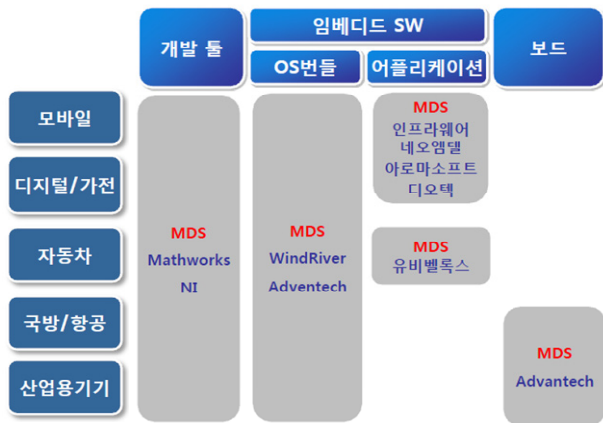 개발 툴
임베디드 SW
보드
OS번들
어플리케이션
모바일
디지털/가전
자동차
국방/항공
산업용기기
MDS
Mathworks
NI
MDS
WindRiver
Adventech
MDS
인프라웨어
네오엠텔
아로마소프트
디오텍
MDS
유비벨록스
MDS
Advantech